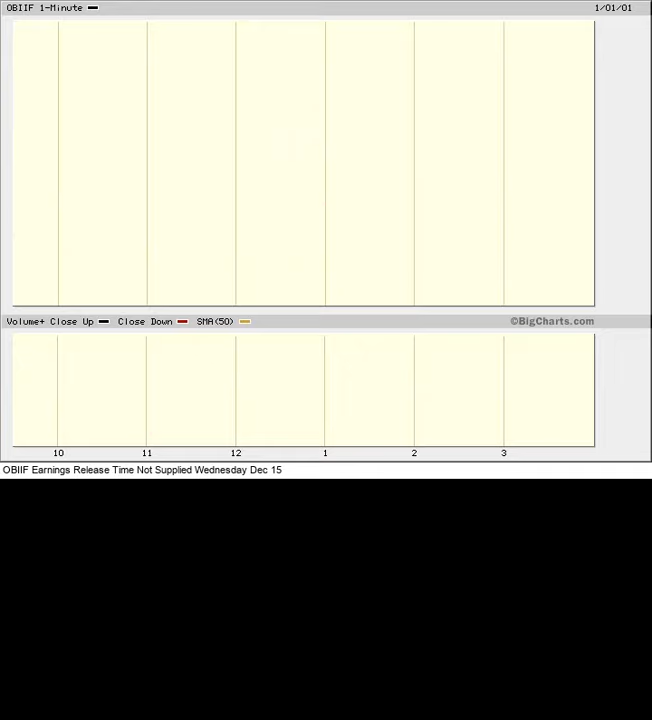 OBIIF 1-Minute 1/01/01
Volume+ Close Up Close Down SMA(50) ©BigCharts.com
10 11 12 1 2 3
OBIIF Earnings Release Time Not Supplied Wednesday Dec 15